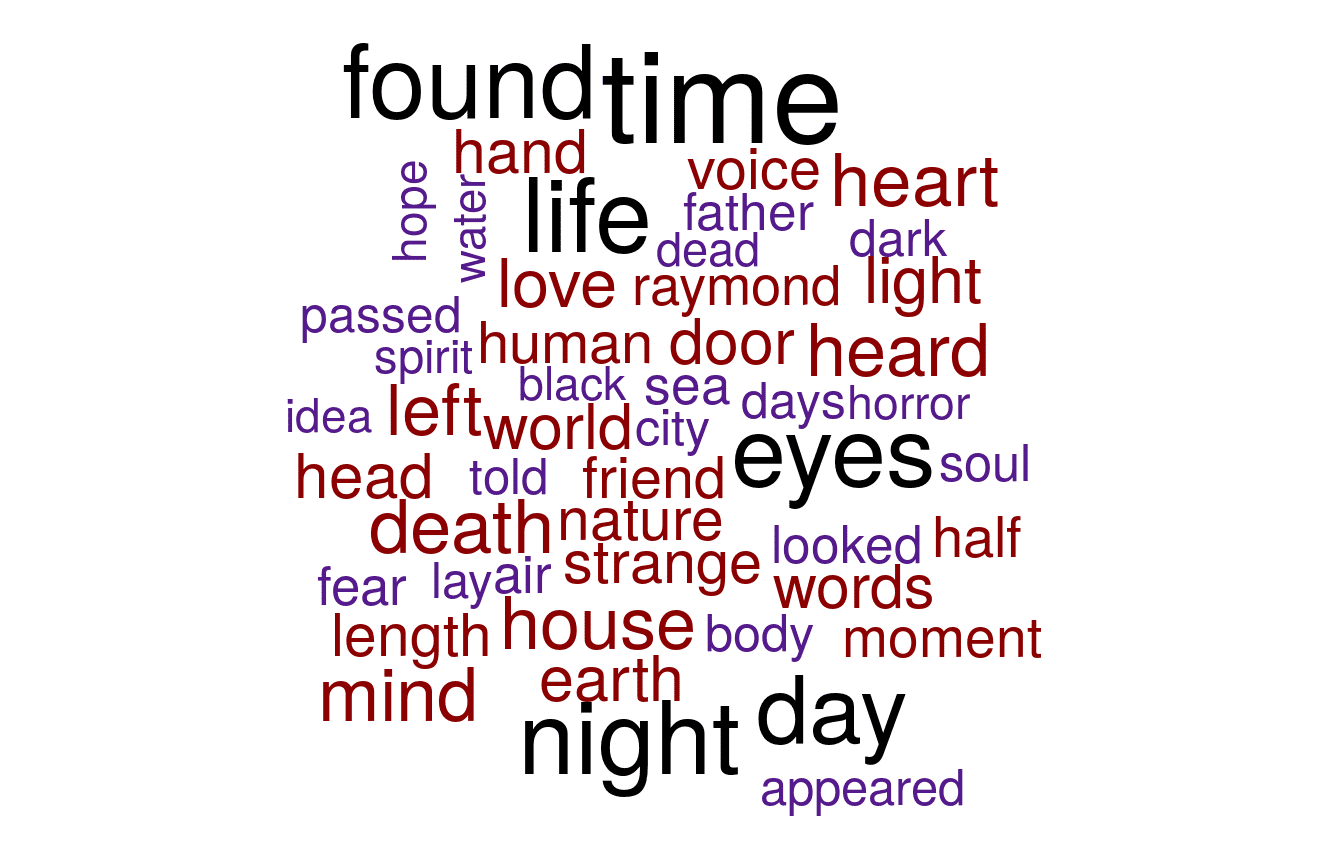 found time
hand
voice heart
hope
water
life
father
dark
dead
love raymond light
passed
human door heard
spirit
black sea days horror
idea left world city
eyes
head told friend soul
death nature
looked half
strange
fear lay air words
length house body moment
mind earth
night day
appeared